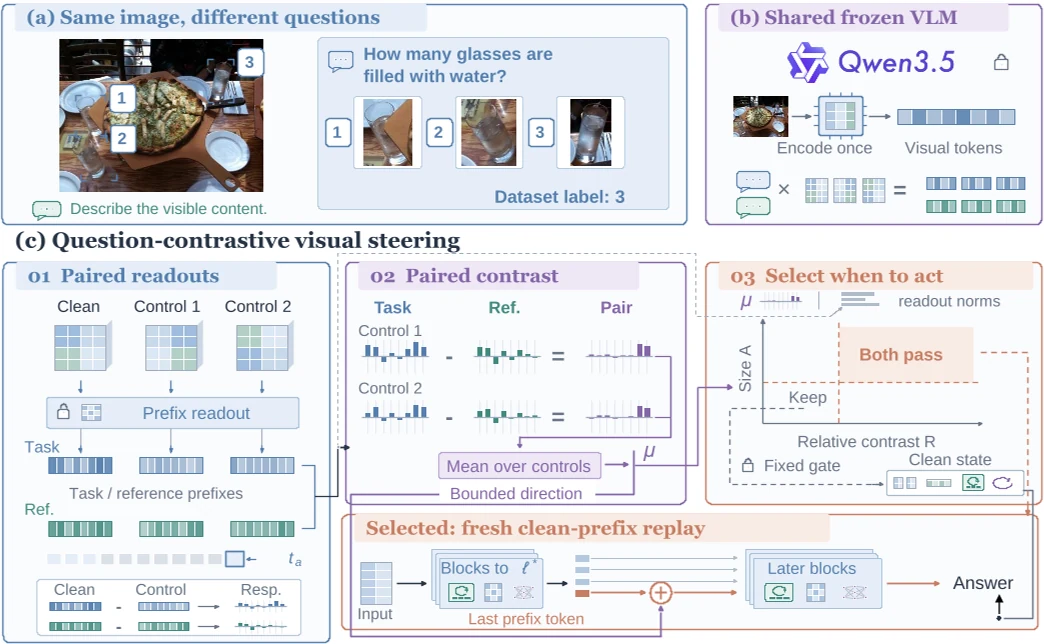 (a) Same image, different questions
1
2
3
Describe the visible content.
How many glasses are
filled with water?
1
2
3
Dataset label: 3
(b) Shared frozen VLM
Qwen3.5
Encode once
Visual tokens
×
=
(c) Question-contrastive visual steering
01 Paired readouts
Clean
Control 1
Control 2
Prefix readout
Task
Task / reference prefixes
Ref.
tₐ
Clean
Control
Resp.
-
-
02 Paired contrast
Task
Ref.
Pair
Control 1
-
=
Control 2
-
=
Mean over controls
μ
Bounded direction
03 Select when to act
μ
readout norms
Size A
Both pass
Keep
Relative contrast R
Fixed gate
Clean state
Selected: fresh clean-prefix replay
Input
Blocks to ℓ*
+
Last prefix token
Later blocks
Answer